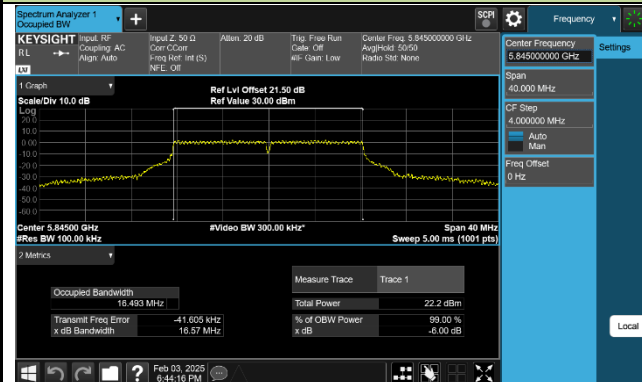 Spectrum Analyzer 1
Occupied BW
SCPI
Frequency
KEYSIGHT
RL
LXI
Input: RF
Coupling: AC
Align: Auto
Input Z: 50 Ω
Corr CCorr
Freq Ref: Int (S)
NFE: Off
Atten: 20 dB
Trig: Free Run
Gate: Off
#IF Gain: Low
Center Freq: 5.845000000 GHz
Avg|Hold: 50/50
Radio Std: None
Center Frequency
5.845000000 GHz
Settings
Span
40.000 MHz
CF Step
4.000000 MHz
Auto
Man
Freq Offset
0 Hz
Local
1 Graph
Scale/Div 10.0 dB
Ref Lvl Offset 21.50 dB
Ref Value 30.00 dBm
Log
20.0
10.0
0.00
-10.0
-20.0
-30.0
-40.0
-50.0
-60.0
Center 5.84500 GHz
#Res BW 100.00 kHz
#Video BW 300.00 kHz*
Span 40 MHz
Sweep 5.00 ms (1001 pts)
2 Metrics
Measure Trace Trace 1
Occupied Bandwidth
16.493 MHz
Total Power 22.2 dBm
Transmit Freq Error -41.605 kHz
% of OBW Power 99.00 %
x dB Bandwidth 16.57 MHz
x dB -6.00 dB
?
Feb 03, 2025
6:44:16 PM